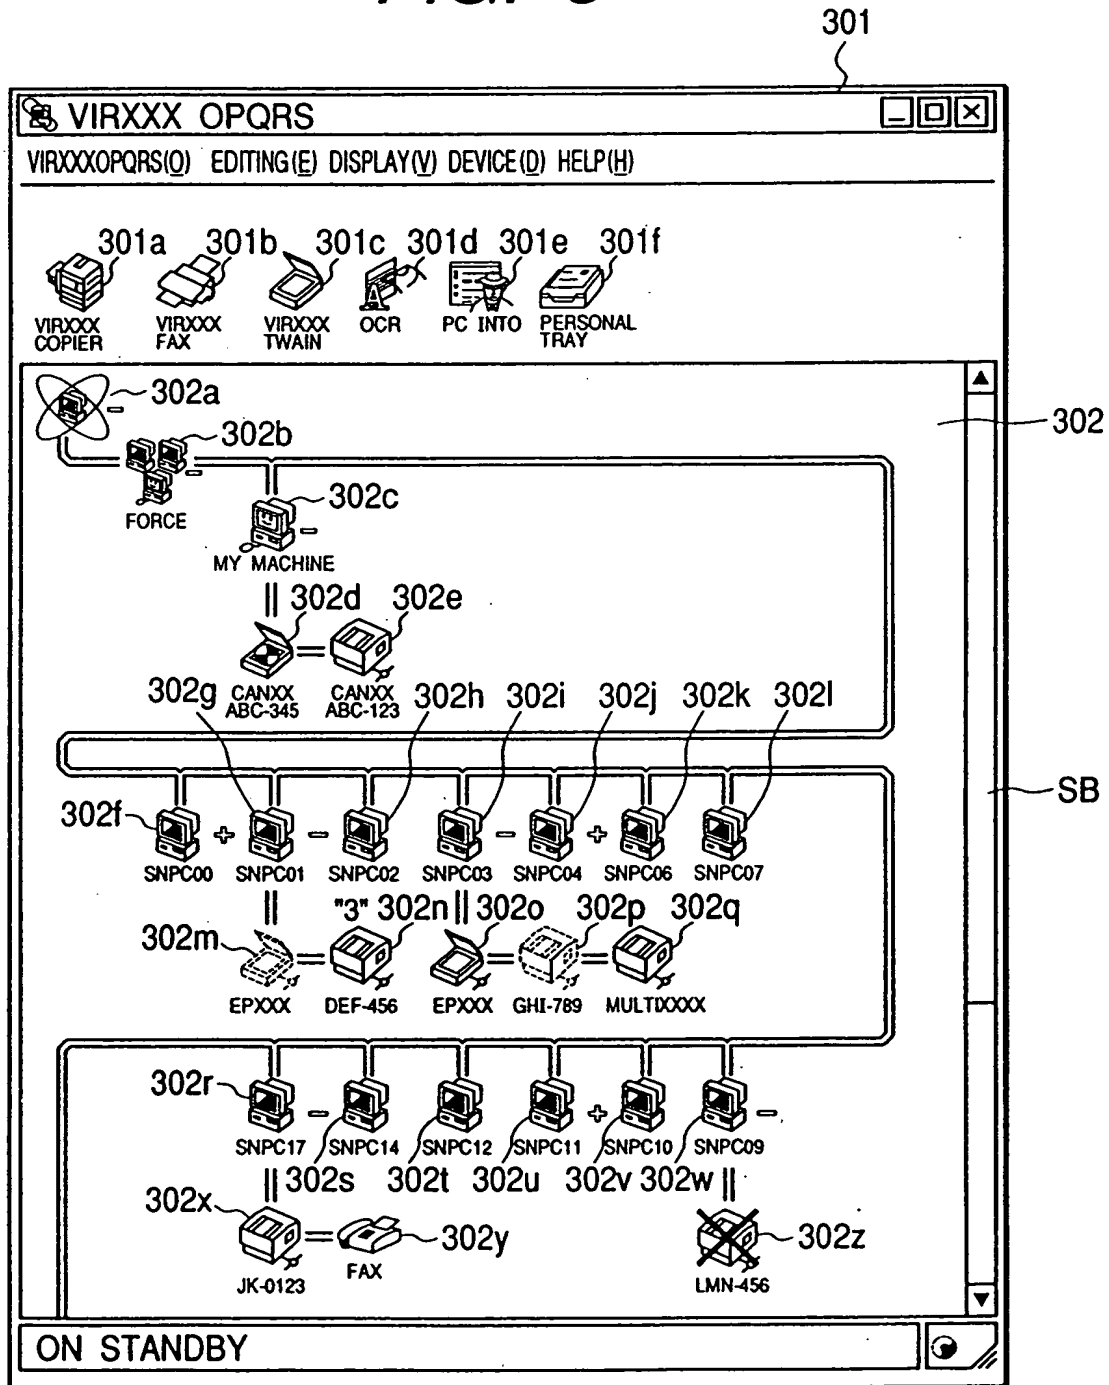 301
VIRXXX OPQRS
VIRXXXOPQRS(O) EDITING(E) DISPLAY(V) DEVICE(D) HELP(H)
301a 301b 301c 301d 301e 301f
VIRXXX COPIER
VIRXXX FAX
VIRXXX TWAIN
OCR
PC INTO
PERSONAL TRAY
302a
302b
302
FORCE
302c
MY MACHINE
302d 302e
CANXX ABC-345
CANXX ABC-123
302g 302h 302i 302j 302k 302l
SB
302f + - - +
SNPC00 SNPC01 SNPC02 SNPC03 SNPC04 SNPC06 SNPC07
"3" 302n 302o 302p 302q
302m
EPXXX DEF-456 EPXXX GHI-789 MULTIXXXX
302r - + -
SNPC17 SNPC14 SNPC12 SNPC11 SNPC10 SNPC09
302s 302t 302u 302v 302w
302x 302y 302z
JK-0123 FAX LMN-456
ON STANDBY